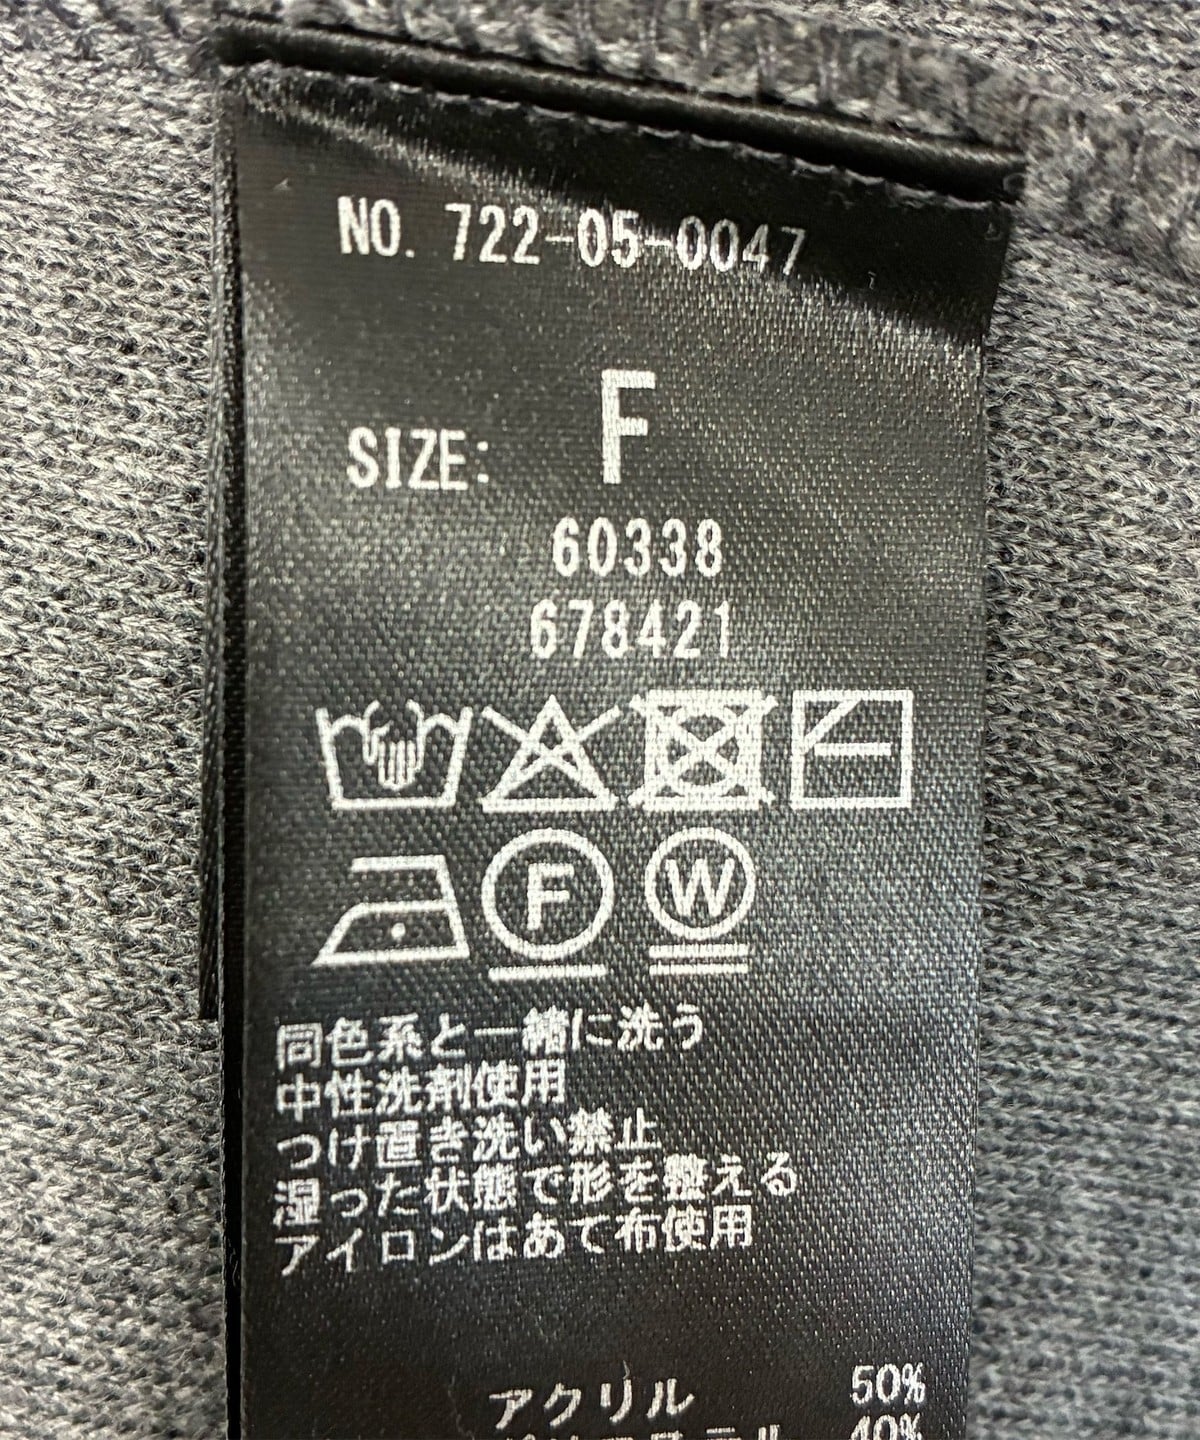 NO. 722-05-0047
SIZE: F
60338
678421
F W
同色系と一緒に洗う
中性洗剤使用
つけ置き洗い禁止
湿った状態で形を整える
アイロンはあて布使用
アクリル 50%
40%